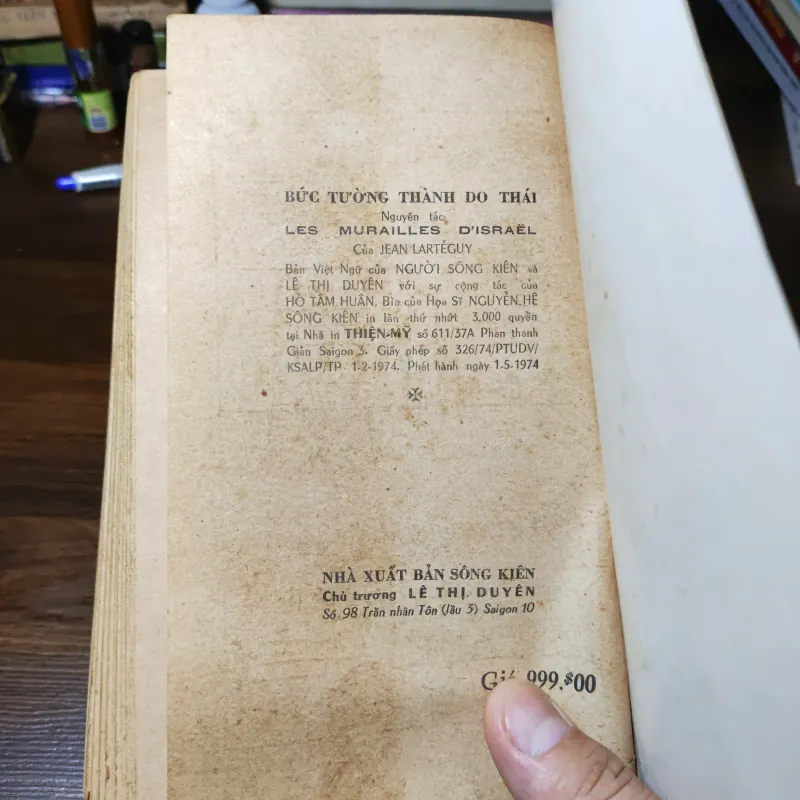 BỨC TƯỜNG THÀNH DO THÁI
Nguyên tác
LES MURAILLES D'ISRAËL
Của JEAN LARTÉGUY
Bản Việt Ngữ của NGƯỜI SÔNG KIÊN và
LÊ THỊ DUYÊN với sự cộng tác của
HỒ TÂM HUÂN, Bìa của Họa Sĩ NGUYỄN HÊ
SÔNG KIÊN in lần thứ nhứt 3.000 quyển
tại Nhà in THIỆN-MỸ số 611/37A Phan thanh
Giản Saigon 3. Giấy phép số 326/74/PTUDV/
KSALP/TP 1-2-1974. Phát hành ngày 1-5-1974
NHÀ XUẤT BẢN SÔNG KIÊN
Chủ trương LÊ THỊ DUYÊN
Số 98 Trần nhân Tôn (lầu 3) Saigon 10
Giá 999.$00